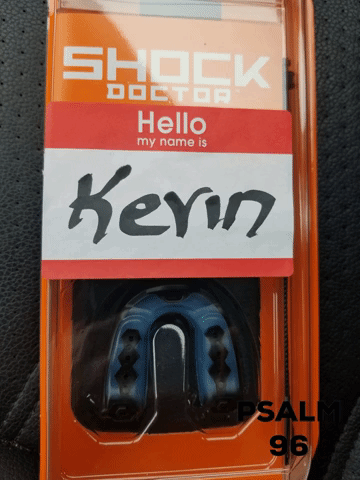 SHOCK
DOCTOR
Hello
my name is
Kevin
PSALM
96